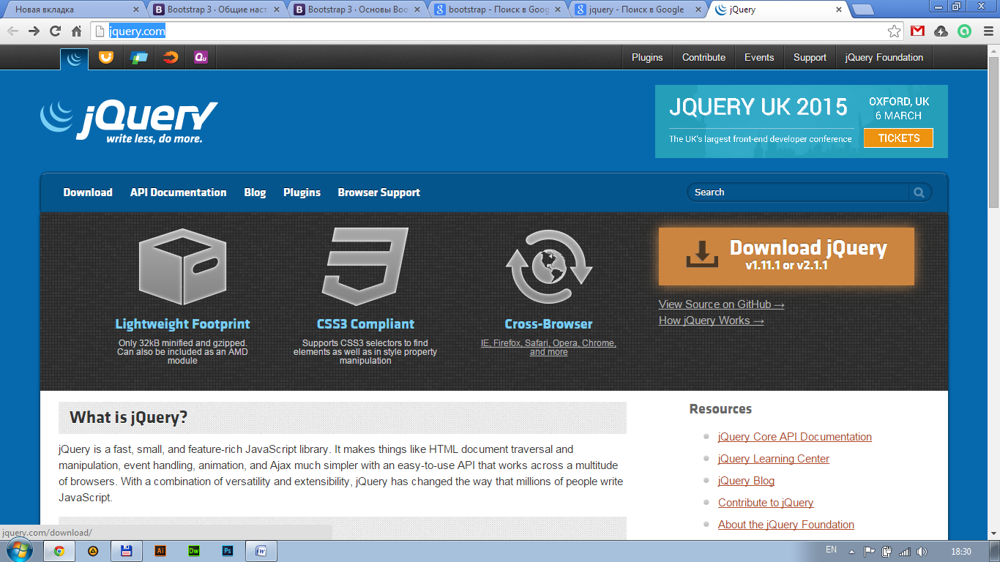 Новая вкладка
Bootstrap 3 · Общие наст
Bootstrap 3 · Основы Boo
bootstrap - Поиск в Goog
jquery - Поиск в Google
jQuery
jquery.com
Qu
Plugins
Contribute
Events
Support
jQuery Foundation
jQuery
write less, do more.
JQUERY UK 2015
The UK's largest front-end developer conference
OXFORD, UK
6 MARCH
TICKETS
Download
API Documentation
Blog
Plugins
Browser Support
Search
Lightweight Footprint
Only 32kB minified and gzipped.
Can also be included as an AMD
module
CSS3 Compliant
Supports CSS3 selectors to find
elements as well as in style property
manipulation
Cross-Browser
IE, Firefox, Safari, Opera, Chrome,
and more
Download jQuery
v1.11.1 or v2.1.1
View Source on GitHub →
How jQuery Works →
What is jQuery?
jQuery is a fast, small, and feature-rich JavaScript library. It makes things like HTML document traversal and
manipulation, event handling, animation, and Ajax much simpler with an easy-to-use API that works across a multitude
of browsers. With a combination of versatility and extensibility, jQuery has changed the way that millions of people write
JavaScript.
Resources
jQuery Core API Documentation
jQuery Learning Center
jQuery Blog
Contribute to jQuery
About the jQuery Foundation
jquery.com/download/
Ai
Dw
Ps
W
EN
18:30